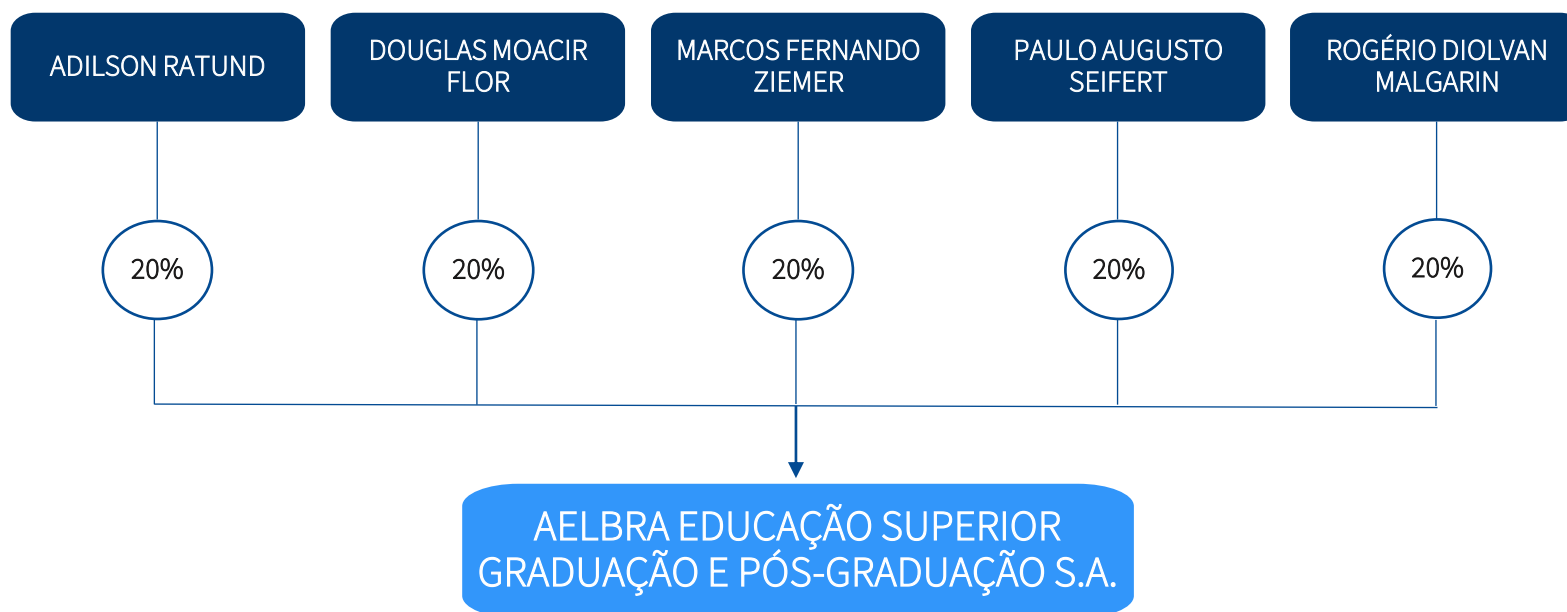 ADILSON RATUND
DOUGLAS MOACIR
FLOR
MARCOS FERNANDO
ZIEMER
PAULO AUGUSTO
SEIFERT
ROGÉRIO DIOLVAN
MALGARIN
20%
20%
20%
20%
20%
AELBRA EDUCAÇÃO SUPERIOR
GRADUAÇÃO E PÓS-GRADUAÇÃO S.A.